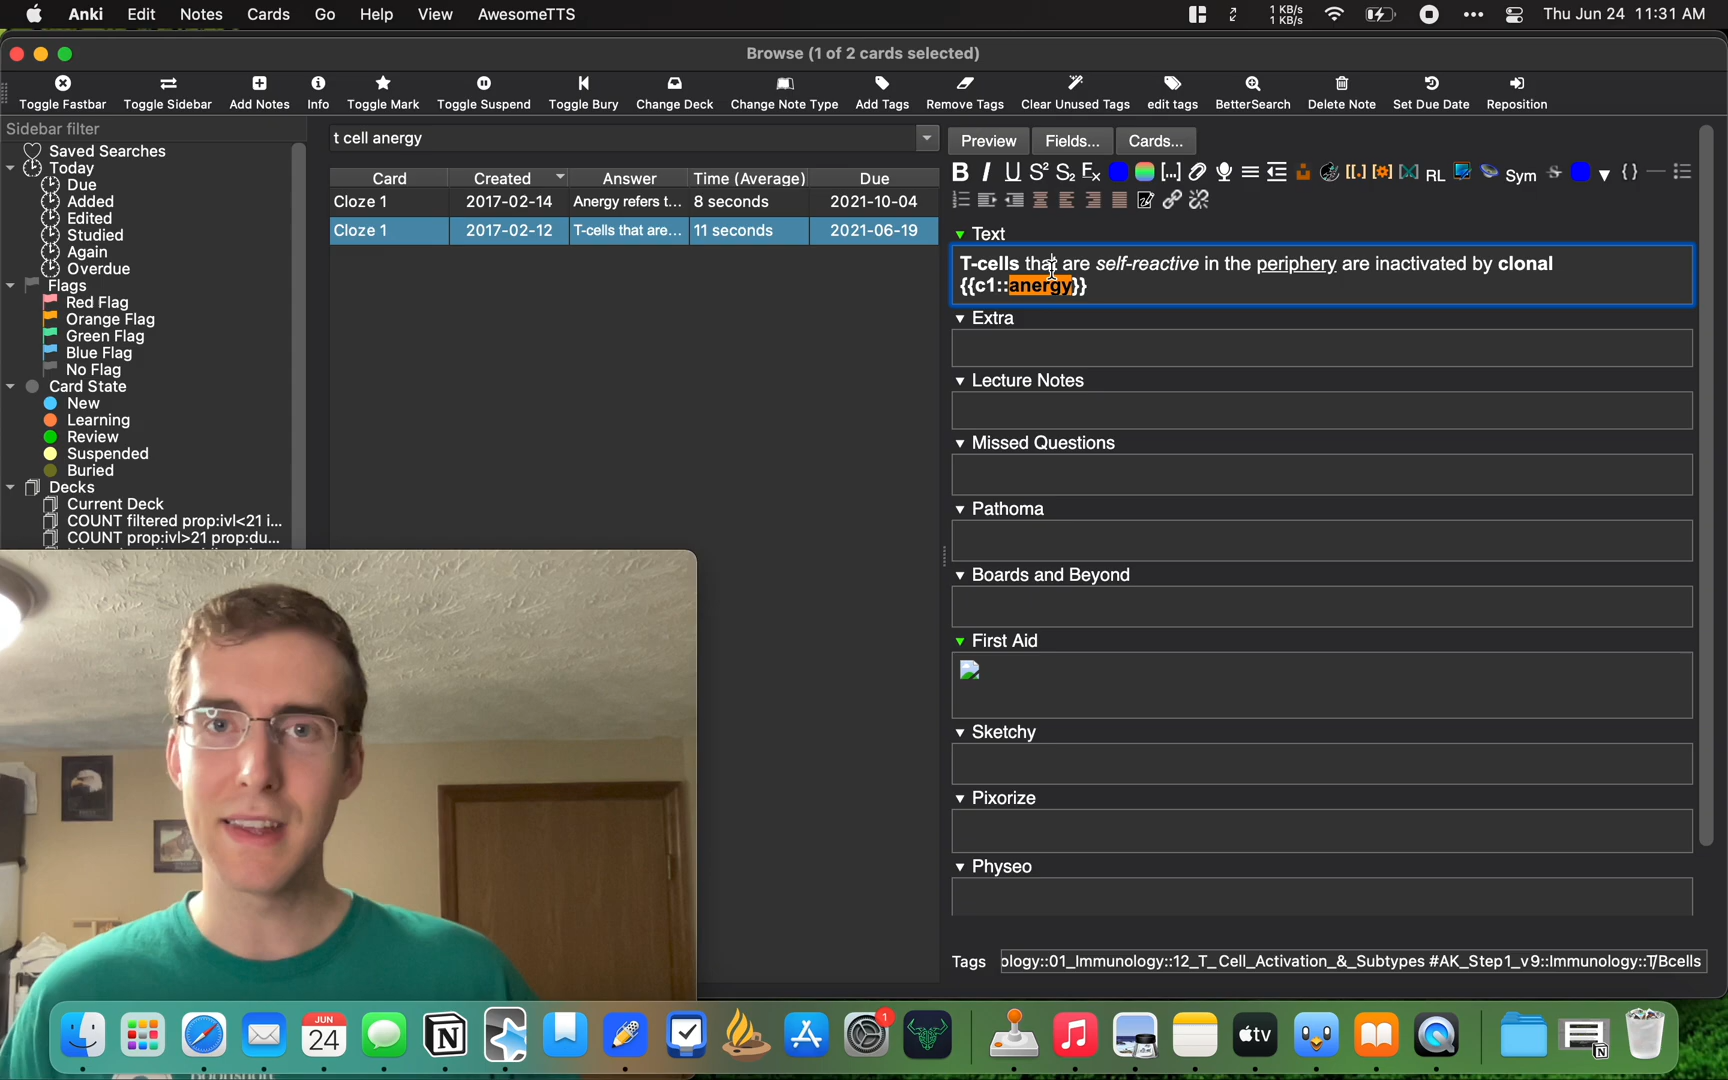 Anki Edit Notes Cards Go Help View AwesomeTTS
1 KB/s
1 KB/s
Thu Jun 24 11:31 AM
Browse (1 of 2 cards selected)
Toggle Fastbar Toggle Sidebar Add Notes Info Toggle Mark Toggle Suspend Toggle Bury Change Deck Change Note Type Add Tags Remove Tags Clear Unused Tags edit tags BetterSearch Delete Note Set Due Date Reposition
Sidebar filter
Saved Searches
Today
Due
Added
Edited
Studied
Again
Overdue
Flags
Red Flag
Orange Flag
Green Flag
Blue Flag
No Flag
Card State
New
Learning
Review
Suspended
Buried
Decks
Current Deck
COUNT filtered prop:ivl<21 i...
COUNT prop:ivl>21 prop:du...
t cell anergy
Card Created Answer Time (Average) Due
Cloze 1 2017-02-14 Anergy refers t... 8 seconds 2021-10-04
Cloze 1 2017-02-12 T-cells that are... 11 seconds 2021-06-19
Preview Fields... Cards...
B I U S² S₂ Fx [...] [[.] RL Sym S {}
Text
T-cells that are self-reactive in the periphery are inactivated by clonal
{{c1::anergy}}
Extra
Lecture Notes
Missed Questions
Pathoma
Boards and Beyond
First Aid
Sketchy
Pixorize
Physeo
Tags ology::01_Immunology::12_T_Cell_Activation_&_Subtypes #AK_Step1_v9::Immunology::T/Bcells
JUN
24
N
1
tv